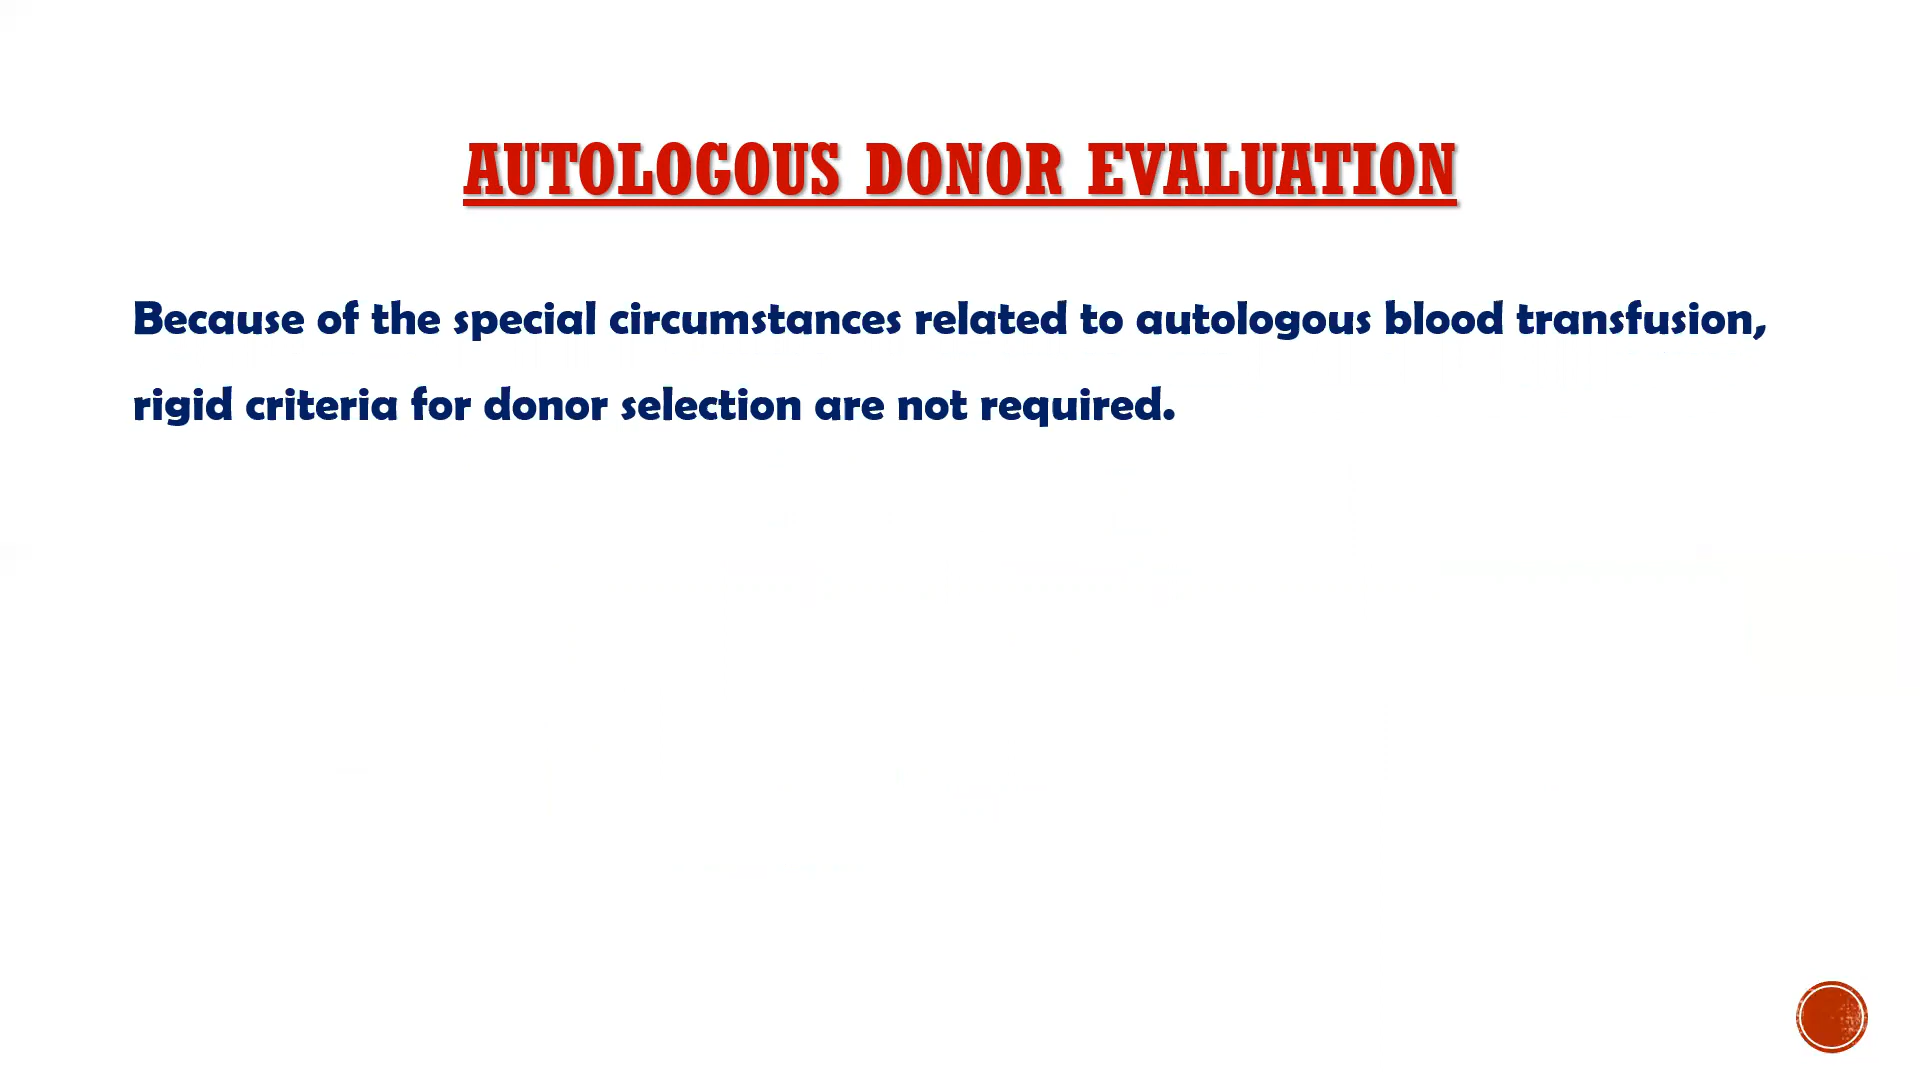 AUTOLOGOUS DONOR EVALUATION
Because of the special circumstances related to autologous blood transfusion,
rigid criteria for donor selection are not required.